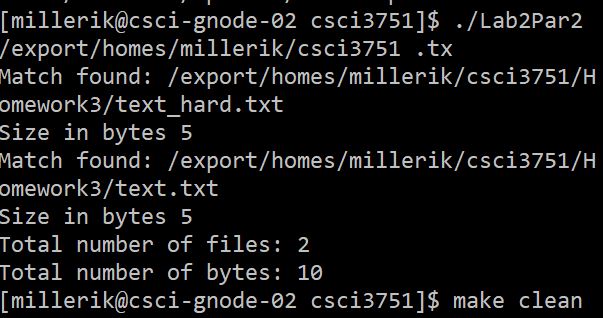 [millerik@csci-gnode-02 csci3751]$ ./Lab2Par2
/export/homes/millerik/csci3751 .tx
Match found: /export/homes/millerik/csci3751/H
omework3/text_hard.txt
Size in bytes 5
Match found: /export/homes/millerik/csci3751/H
omework3/text.txt
Size in bytes 5
Total number of files: 2
Total number of bytes: 10
[millerik@csci-gnode-02 csci3751]$ make clean